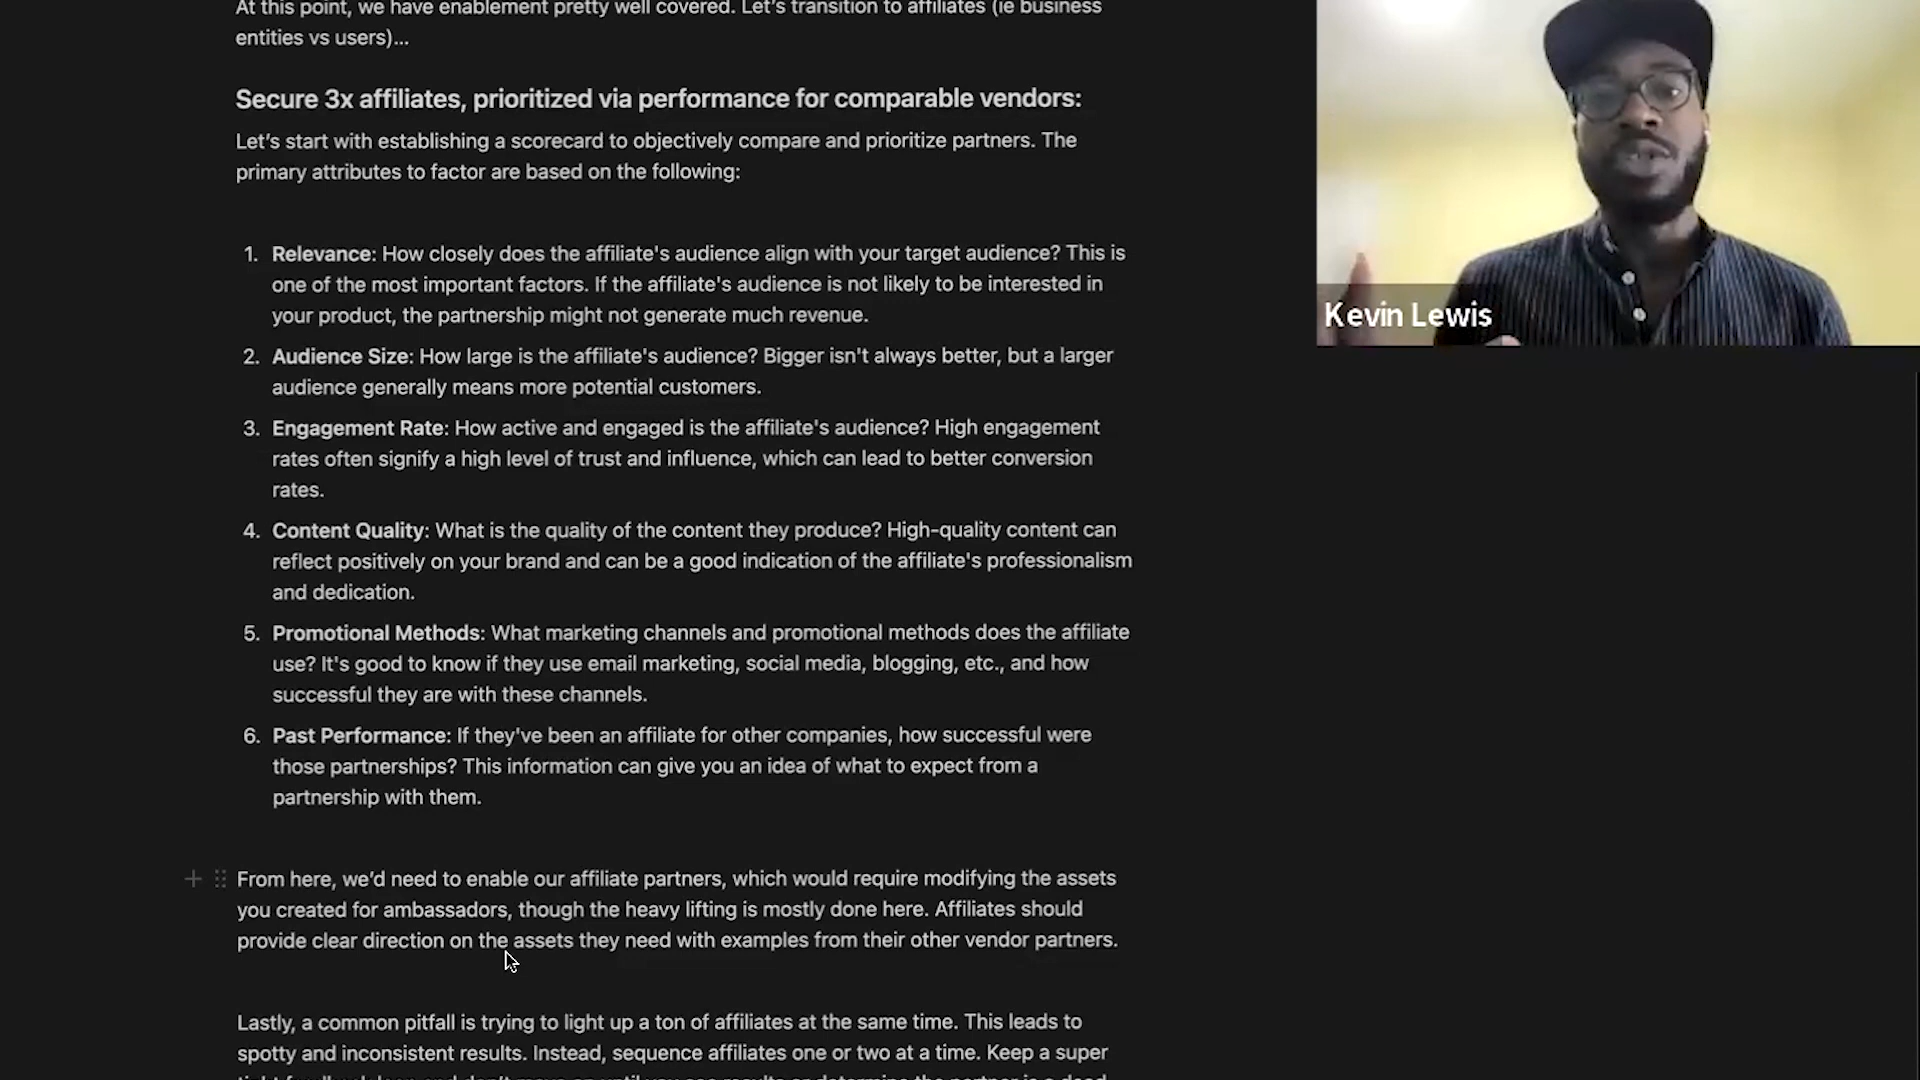 At this point, we have enablement pretty well covered. Let's transition to affiliates (ie business
entities vs users)...
Secure 3x affiliates, prioritized via performance for comparable vendors:
Let's start with establishing a scorecard to objectively compare and prioritize partners. The
primary attributes to factor are based on the following:
1. Relevance: How closely does the affiliate's audience align with your target audience? This is
one of the most important factors. If the affiliate's audience is not likely to be interested in
your product, the partnership might not generate much revenue.
2. Audience Size: How large is the affiliate's audience? Bigger isn't always better, but a larger
audience generally means more potential customers.
3. Engagement Rate: How active and engaged is the affiliate's audience? High engagement
rates often signify a high level of trust and influence, which can lead to better conversion
rates.
4. Content Quality: What is the quality of the content they produce? High-quality content can
reflect positively on your brand and can be a good indication of the affiliate's professionalism
and dedication.
5. Promotional Methods: What marketing channels and promotional methods does the affiliate
use? It's good to know if they use email marketing, social media, blogging, etc., and how
successful they are with these channels.
6. Past Performance: If they've been an affiliate for other companies, how successful were
those partnerships? This information can give you an idea of what to expect from a
partnership with them.
From here, we'd need to enable our affiliate partners, which would require modifying the assets
you created for ambassadors, though the heavy lifting is mostly done here. Affiliates should
provide clear direction on the assets they need with examples from their other vendor partners.
Lastly, a common pitfall is trying to light up a ton of affiliates at the same time. This leads to
spotty and inconsistent results. Instead, sequence affiliates one or two at a time. Keep a super
Kevin Lewis